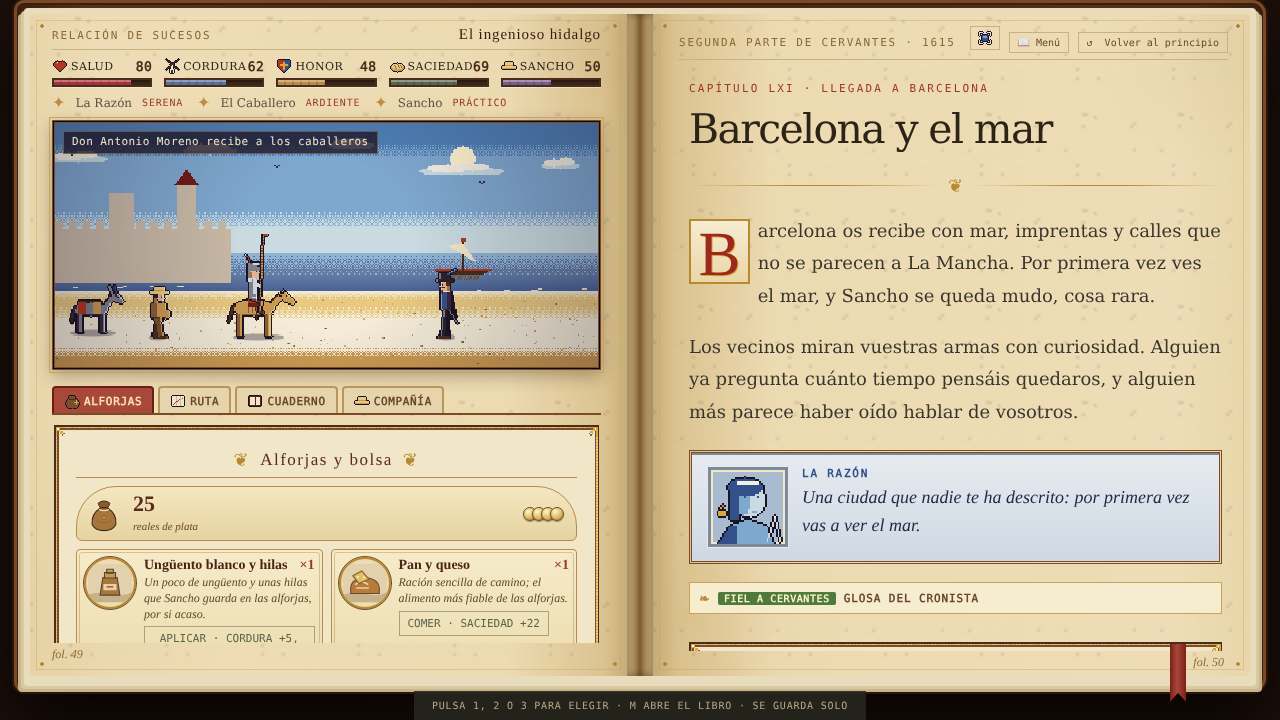 RELACIÓN DE SUCESOS
El ingenioso hidalgo
SALUD 80
CORDURA 62
HONOR 48
SACIEDAD 69
SANCHO 50
La Razón SERENA
El Caballero ARDIENTE
Sancho PRÁCTICO
Don Antonio Moreno recibe a los caballeros
ALFORJAS
RUTA
CUADERNO
COMPAÑÍA
Alforjas y bolsa
25
reales de plata
Ungüento blanco y hilas ×1
Un poco de ungüento y unas hilas
que Sancho guarda en las alforjas,
por si acaso.
APLICAR · CORDURA +5,
Pan y queso ×1
Ración sencilla de camino; el
alimento más fiable de las alforjas.
COMER · SACIEDAD +22
fol. 49
SEGUNDA PARTE DE CERVANTES · 1615
Menú
↺ Volver al principio
CAPÍTULO LXI · LLEGADA A BARCELONA
Barcelona y el mar
Barcelona os recibe con mar, imprentas y calles que
no se parecen a La Mancha. Por primera vez ves
el mar, y Sancho se queda mudo, cosa rara.
Los vecinos miran vuestras armas con curiosidad. Alguien
ya pregunta cuánto tiempo pensáis quedaros, y alguien
más parece haber oído hablar de vosotros.
LA RAZÓN
Una ciudad que nadie te ha descrito: por primera vez
vas a ver el mar.
FIEL A CERVANTES GLOSA DEL CRONISTA
fol. 50
PULSA 1, 2 O 3 PARA ELEGIR · M ABRE EL LIBRO · SE GUARDA SOLO